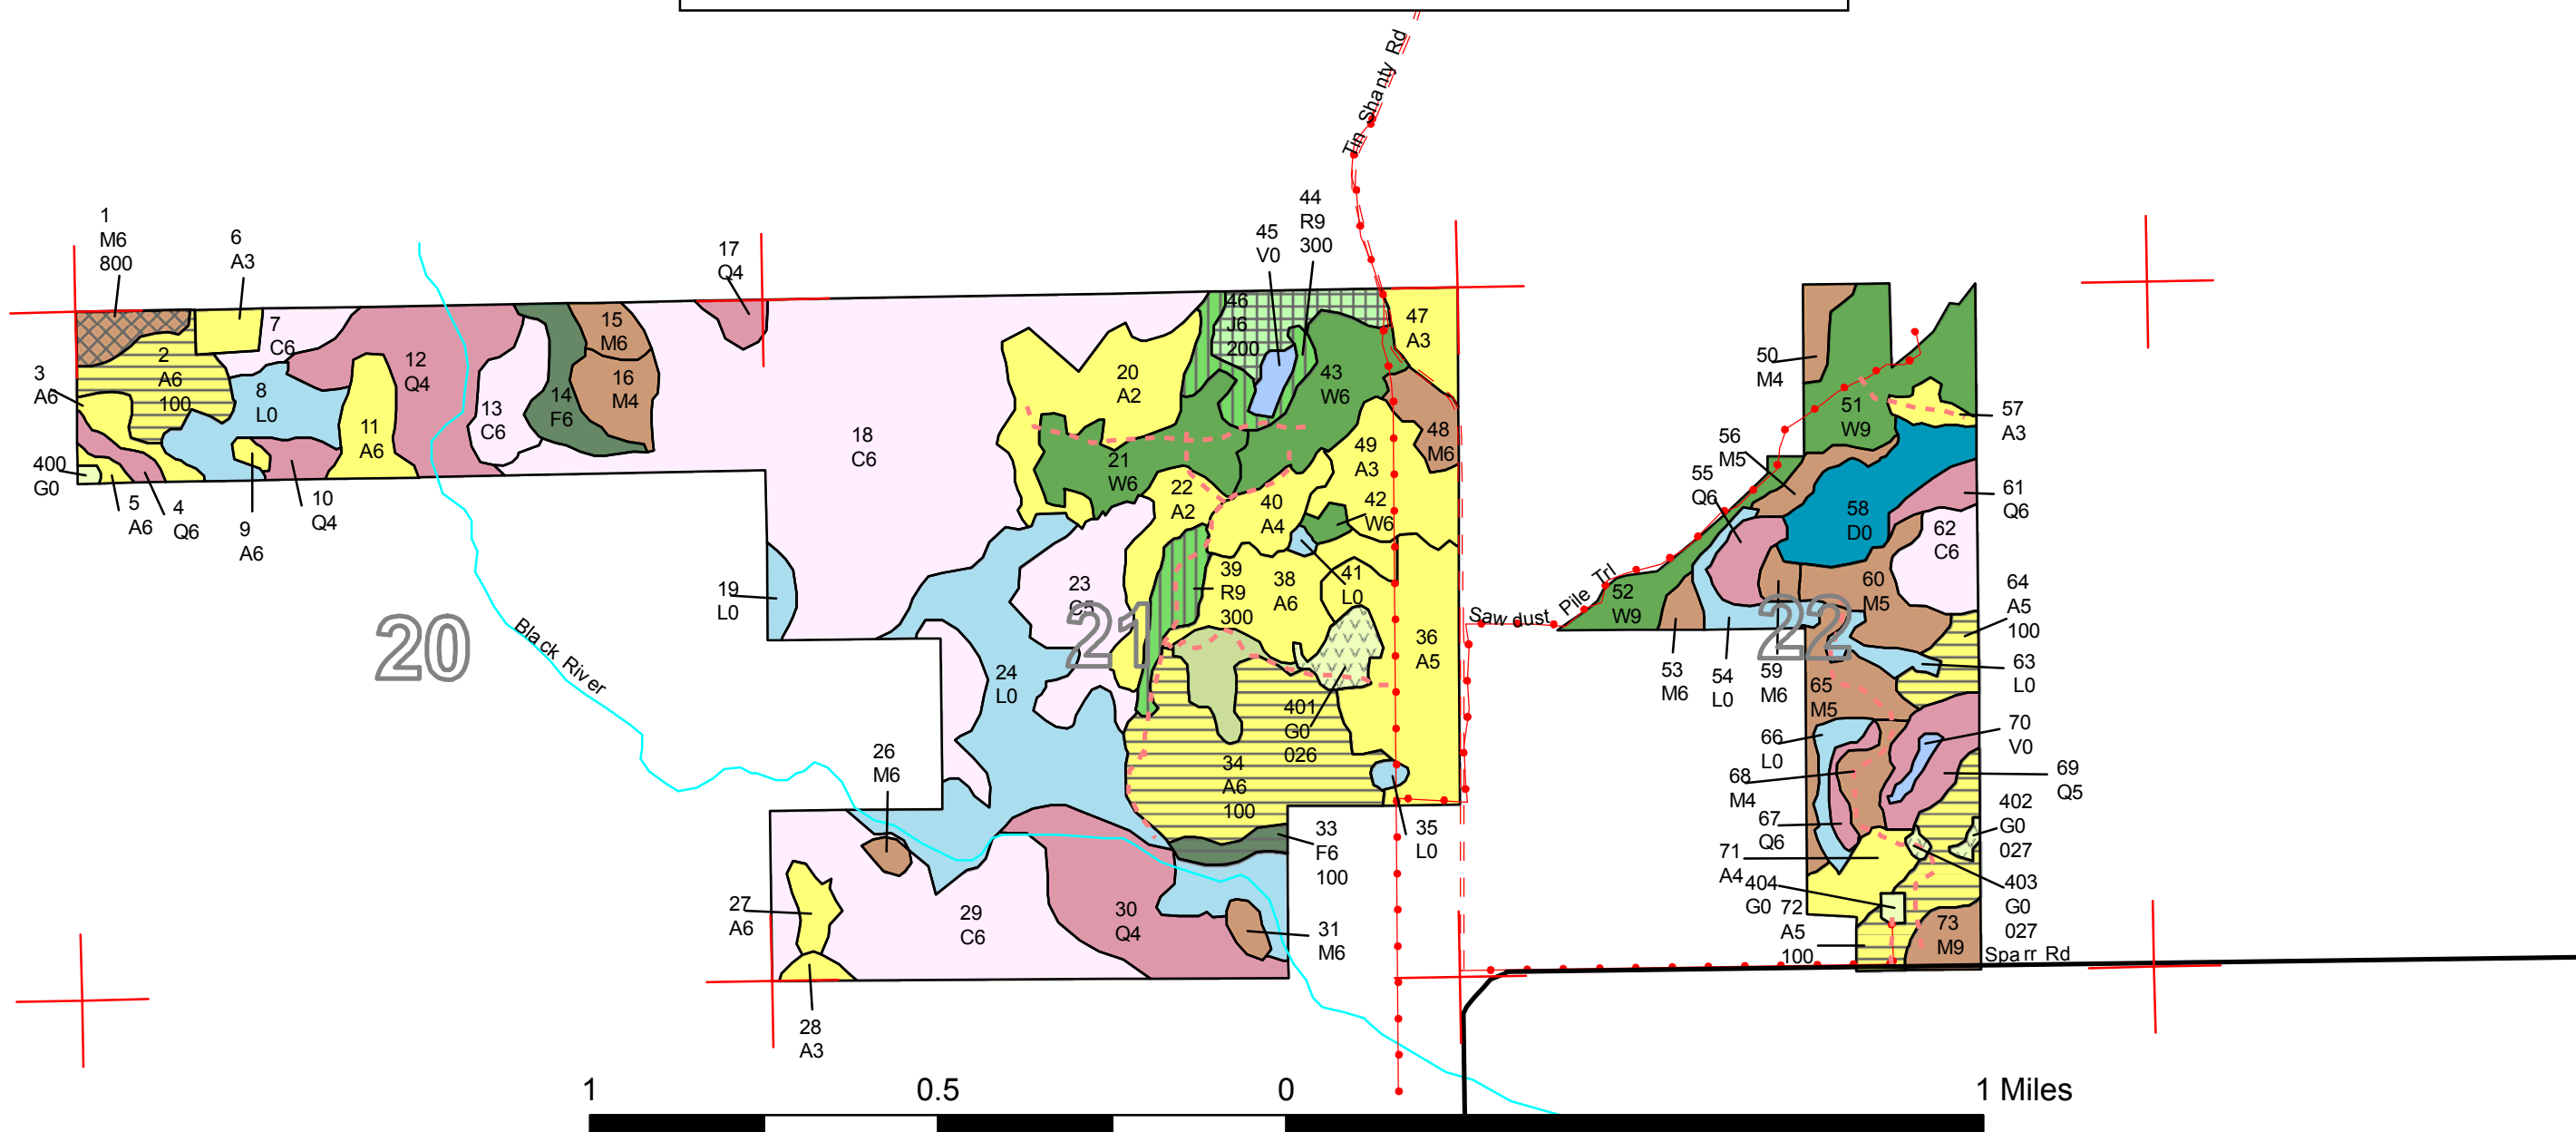 Tin Shanty Rd
1
M6
800
6
A3
17
Q4
45
V0
44
R9
300
3
A6
2
A6
100
7
C6
8
L0
12
Q4
11
A6
13
C6
14
F6
15
M6
16
M4
400
G0
5
A6
4
Q6
9
A6
10
Q4
18
C6
19
L0
20
A2
46
J6
200
43
W6
47
A3
48
M6
49
A3
21
W6
22
A2
40
A4
42
W6
41
L0
39
R9
300
38
A6
23
C5
36
A5
24
L0
401
G0
026
34
A6
100
26
M6
33
F6
100
35
L0
27
A6
29
C6
30
Q4
31
M6
28
A3
20
21
22
Black River
Saw dust Pile Trl
50
M4
51
W9
57
A3
56
M5
55
Q6
58
D0
61
Q6
62
C6
52
W9
60
M5
64
A5
100
53
M6
54
L0
59
M6
63
L0
65
M5
66
L0
70
V0
68
M4
69
Q5
67
Q6
402
G0
027
71
A4
404
G0
403
G0
027
72
A5
100
73
M9
Sparr Rd
1 0.5 0 1 Miles